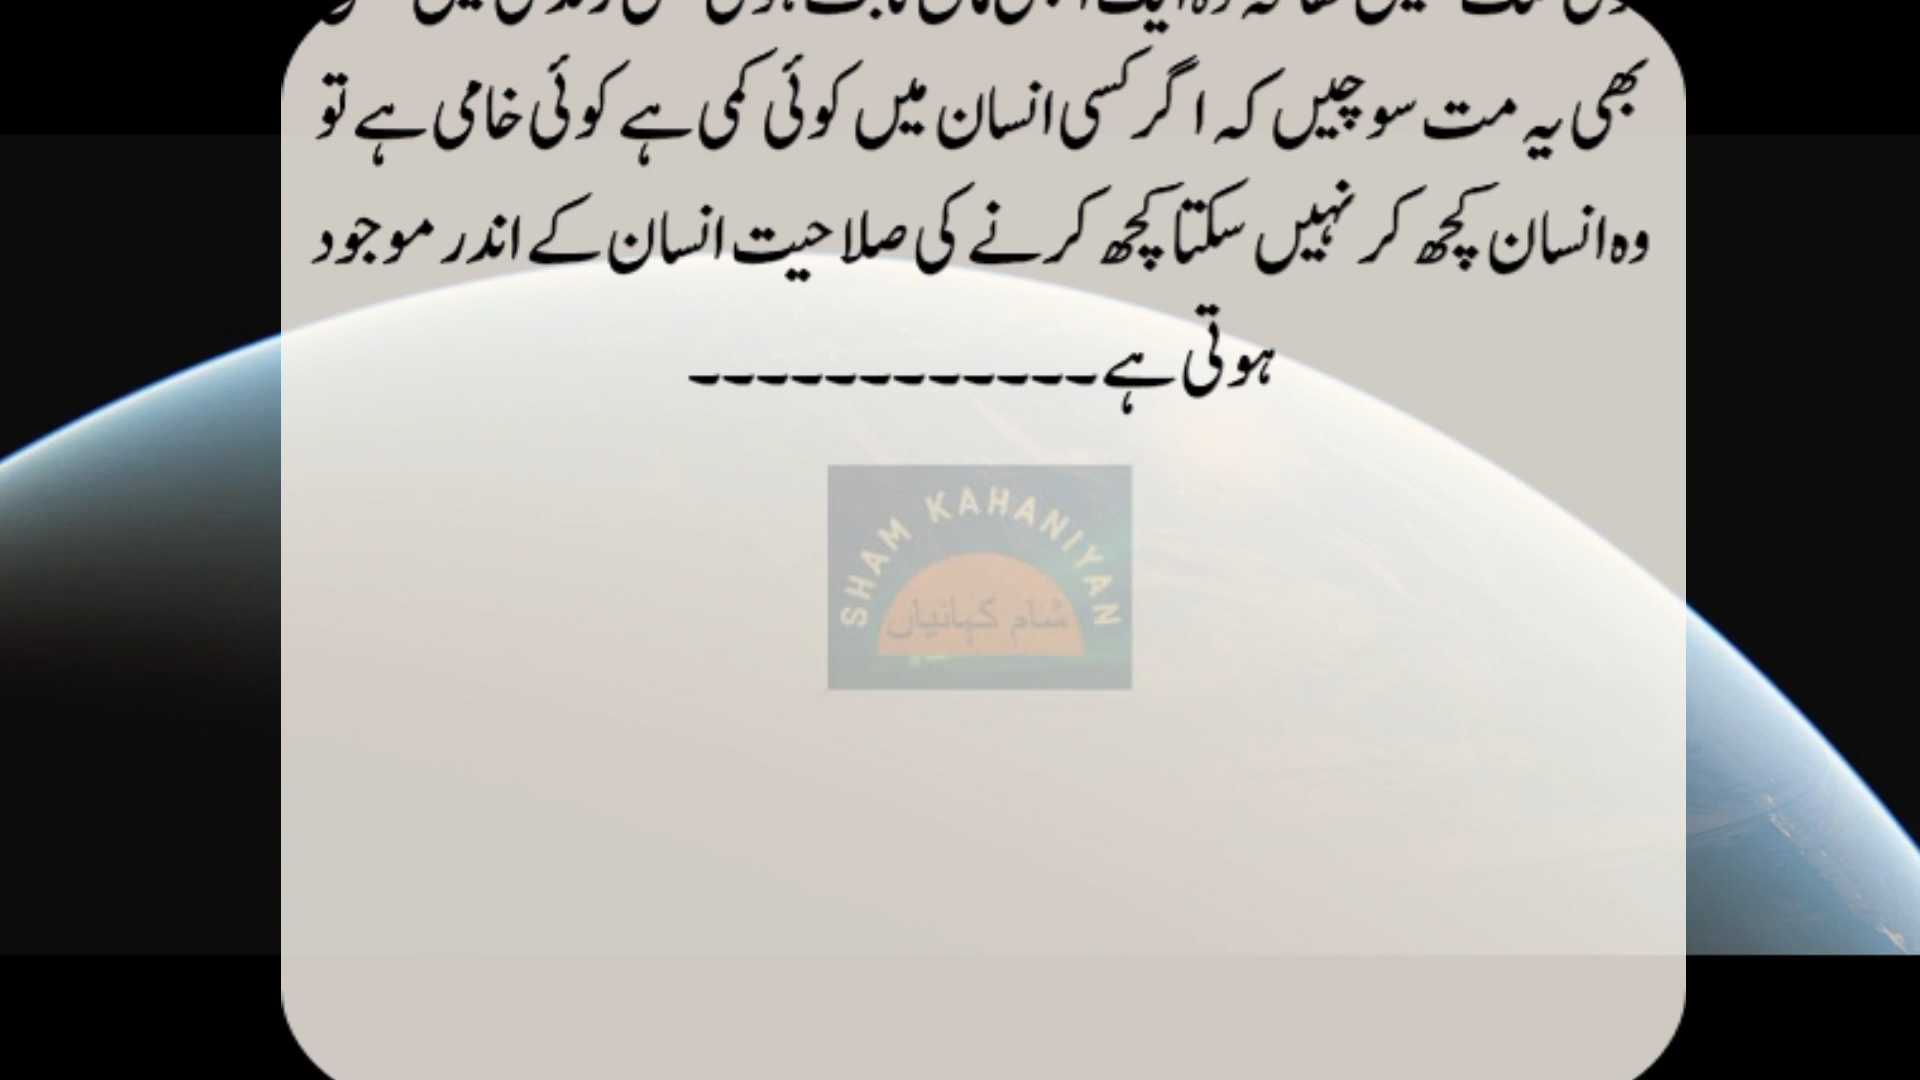 بھی یہ مت سوچیں کہ اگر کسی انسان میں کوئی کمی ہے کوئی خامی ہے تو
وہ انسان کچھ کر نہیں سکتا کچھ کرنے کی صلاحیت انسان کے اندر موجود
ہوتی ہے۔۔۔۔۔۔۔۔۔۔۔۔
SHAM KAHANIYAN
شام کہانیاں